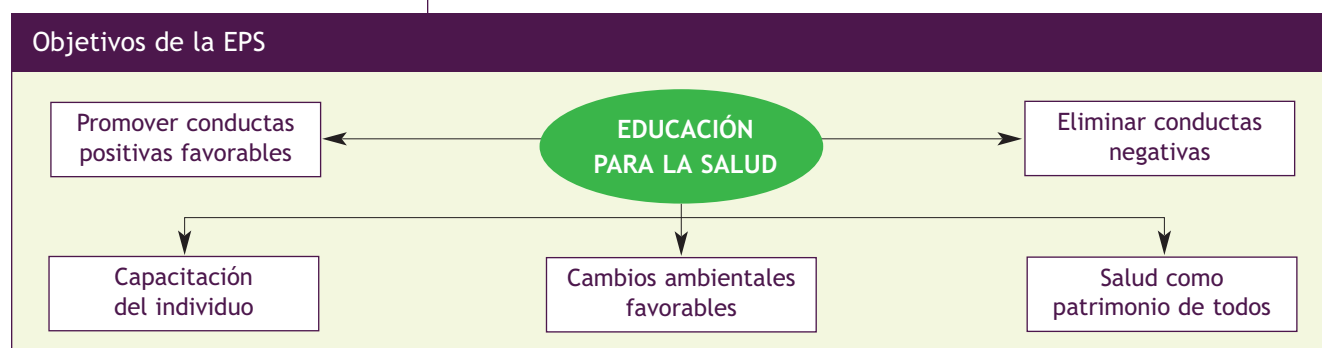 Objetivos de la EPS
Promover conductas
positivas favorables
EDUCACIÓN
PARA LA SALUD
Eliminar conductas
negativas
Capacitación
del individuo
Cambios ambientales
favorables
Salud como
patrimonio de todos